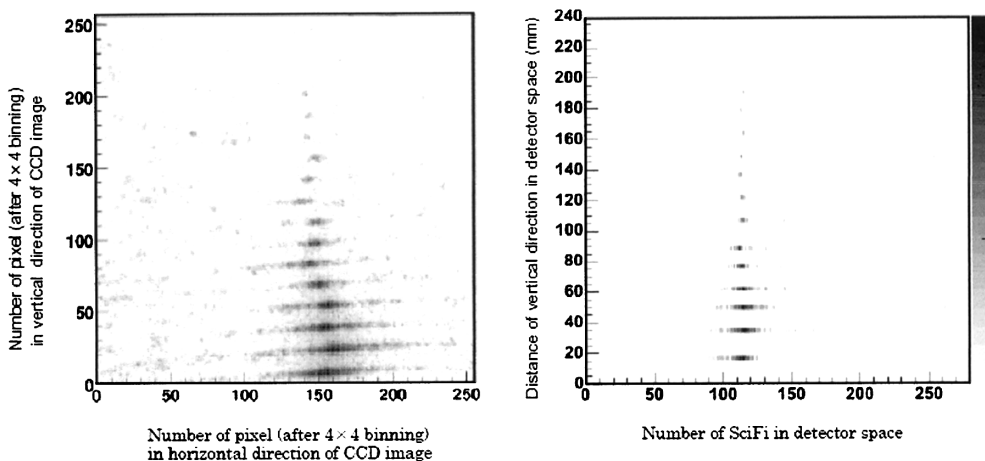 Number of pixel (after 4×4 binning)
in vertical direction of CCD image
250
200
150
100
50
0
0 50 100 150 200 250
Number of pixel (after 4×4 binning)
in horizontal direction of CCD image
Distance of vertical direction in detector space (mm)
240
220
200
180
160
140
120
100
80
60
40
20
0
0 50 100 150 200 250
Number of SciFi in detector space